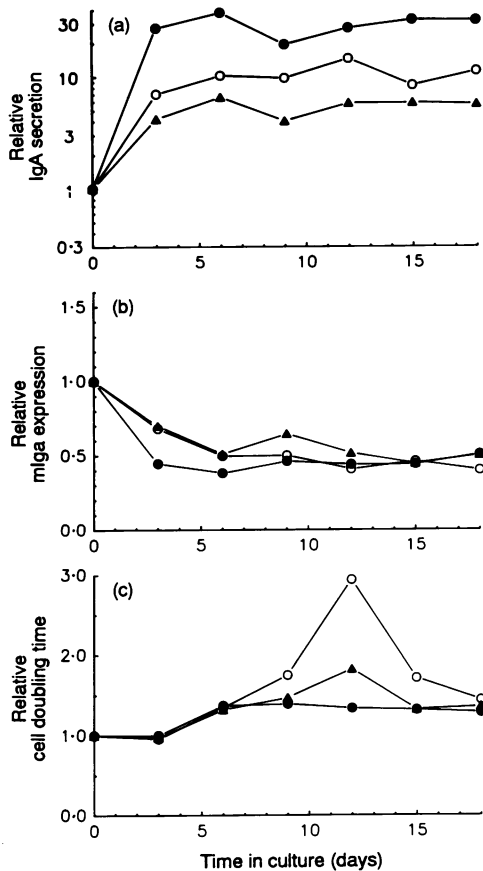 (a)
30
10
3
1
0·3
Relative
IgA secretion
0
5
10
15
(b)
1·5
1·0
0·5
0·0
Relative
mIga expression
0
5
10
15
(c)
3·0
2·0
1·0
0·0
Relative
cell doubling time
0
5
10
15
Time in culture (days)